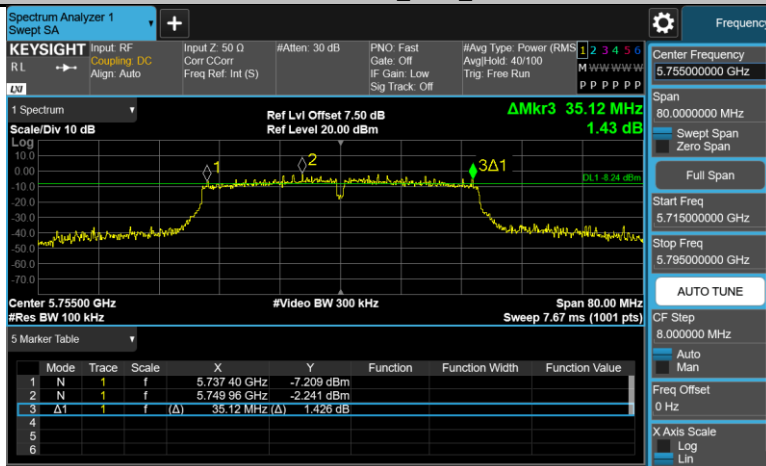 Spectrum Analyzer 1
Swept SA
+
Frequency
KEYSIGHT
R L
LXI
Input: RF
Coupling: DC
Align: Auto
Input Z: 50 Ω
Corr CCorr
Freq Ref: Int (S)
#Atten: 30 dB
PNO: Fast
Gate: Off
IF Gain: Low
Sig Track: Off
#Avg Type: Power (RMS
Avg|Hold: 40/100
Trig: Free Run
1 2 3 4 5 6
M W W W W W
P P P P P P
1 Spectrum
Scale/Div 10 dB
Ref Lvl Offset 7.50 dB
Ref Level 20.00 dBm
ΔMkr3 35.12 MHz
1.43 dB
Log
10.0
0.00
-10.0
-20.0
-30.0
-40.0
-50.0
-60.0
-70.0
1
2
3Δ1
DL1 -8.24 dBm
Center 5.75500 GHz
#Res BW 100 kHz
#Video BW 300 kHz
Span 80.00 MHz
Sweep 7.67 ms (1001 pts)
5 Marker Table
Mode Trace Scale X Y Function Function Width Function Value
1 N 1 f 5.737 40 GHz -7.209 dBm
2 N 1 f 5.749 96 GHz -2.241 dBm
3 Δ1 1 f (Δ) 35.12 MHz (Δ) 1.426 dB
4
5
6
Center Frequency
5.755000000 GHz
Span
80.0000000 MHz
Swept Span
Zero Span
Full Span
Start Freq
5.715000000 GHz
Stop Freq
5.795000000 GHz
AUTO TUNE
CF Step
8.000000 MHz
Auto
Man
Freq Offset
0 Hz
X Axis Scale
Log
Lin